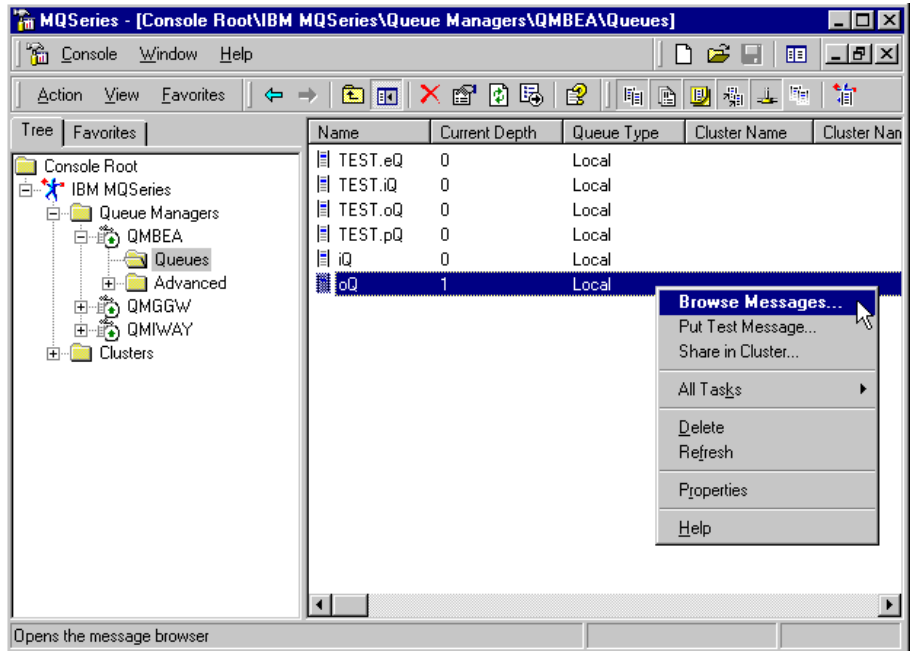 MQSeries - [Console Root\IBM MQSeries\Queue Managers\QMBEA\Queues]
Console Window Help
Action View Favorites
Tree Favorites
Name Current Depth Queue Type Cluster Name Cluster Nan
Console Root
IBM MQSeries
Queue Managers
QMBEA
Queues
Advanced
QMGGW
QMIWAY
Clusters
TEST.eQ 0 Local
TEST.iQ 0 Local
TEST.oQ 0 Local
TEST.pQ 0 Local
iQ 0 Local
oQ 1 Local
Browse Messages...
Put Test Message...
Share in Cluster...
All Tasks
Delete
Refresh
Properties
Help
Opens the message browser